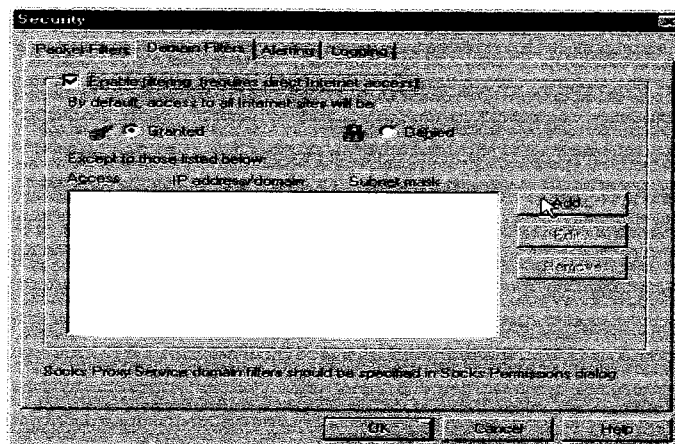 Security
Packet Filters Domain Filters Alerting Logging
Enable filtering (requires direct Internet access)
By default, access to all Internet sites will be:
Granted Denied
Except to those listed below:
Access IP address/domain Subnet mask
Add...
Edit...
Remove
Socks Proxy Service domain filters should be specified in Socks Permissions dialog
OK Cancel Help